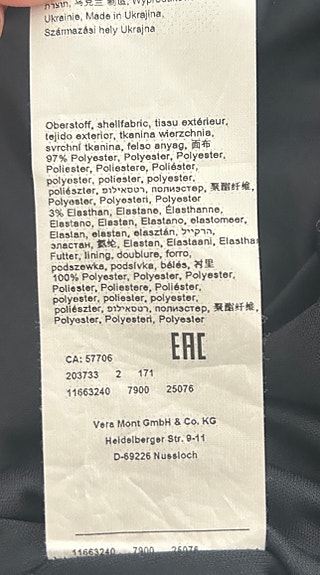 Ukrainie, Made in Ukrajina,
Származási hely Ukrajna
Oberstoff, shellfabric, tissu extérieur,
tejido exterior, tkanina wierzchnia,
svrchní tkanina, felso anyag, 面布
97% Polyester, Polyester, Polyester,
Poliester, Poliestere, Poliéster,
polyester, poliester, polyester,
poliészter, פוליאסטר, полиэстер, 聚酯纤维,
Polyester, Polyesteri, Polyester
3% Elasthan, Elastane, Élasthanne,
Elastano, Elastan, Elastano, elastomeer,
Elastan, elastan, elasztán, הרקייל,
эластан, 氨纶, Elastan, Elastaani, Elasthan
Futter, lining, doublure, forro,
podszewka, podsívka, bélés, 衬里
100% Polyester, Polyester, Polyester,
Poliester, Poliestere, Poliéster,
polyester, poliester, polyester,
poliészter, פוליאסטר, полиэстер, 聚酯纤维,
Polyester, Polyesteri, Polyester
EAC
CA: 57706
203733 2 171
11663240 7900 25076
Vera Mont GmbH & Co. KG
Heidelberger Str. 9-11
D-69226 Nussloch
11663240 7900 25076